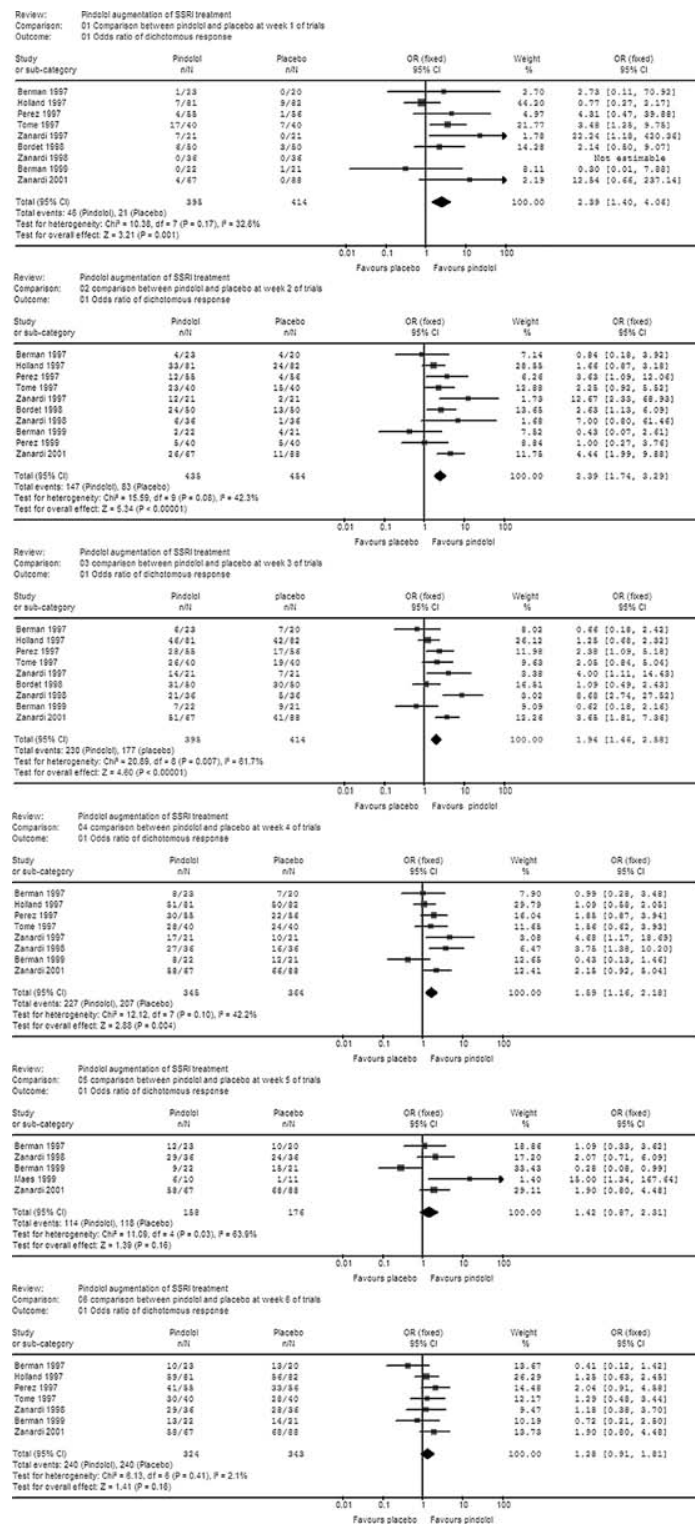 Review: Pindolol augmentation of SSRI treatment
Comparison: 01 Comparison between pindolol and placebo at week 1 of trials
Outcome: 01 Odds ratio of dichotomous response
Study Pindolol Placebo OR (fixed) Weight OR (fixed)
or sub-category n/N n/N 95% CI % 95% CI
Berman 1997 1/23 0/20 2.70 2.73 [0.11, 70.92]
Holland 1997 7/81 9/82 44.20 0.77 [0.27, 2.17]
Perez 1997 4/55 1/56 4.97 4.31 [0.47, 39.88]
Tome 1997 17/40 7/40 21.77 3.48 [1.25, 9.75]
Zanardi 1997 7/21 0/21 1.78 22.24 [1.18, 420.36]
Bordet 1998 6/50 3/50 14.28 2.14 [0.50, 9.07]
Zanardi 1998 0/36 0/36 Not estimable
Berman 1999 0/22 1/21 8.11 0.30 [0.01, 7.88]
Zanardi 2001 4/67 0/88 2.19 12.54 [0.66, 237.14]
Total (95% CI) 395 414 100.00 2.39 [1.40, 4.06]
Total events: 46 (Pindolol), 21 (Placebo)
Test for heterogeneity: Chi² = 10.38, df = 7 (P = 0.17), I² = 32.6%
Test for overall effect: Z = 3.21 (P = 0.001)
0.01 0.1 1 10 100
Favours placebo Favours pindolol
Review: Pindolol augmentation of SSRI treatment
Comparison: 02 comparison between pindolol and placebo at week 2 of trials
Outcome: 01 Odds ratio of dichotomous response
Study Pindolol Placebo OR (fixed) Weight OR (fixed)
or sub-category n/N n/N 95% CI % 95% CI
Berman 1997 4/23 4/20 7.14 0.84 [0.18, 3.92]
Holland 1997 33/81 24/82 28.55 1.66 [0.87, 3.18]
Perez 1997 12/55 4/56 6.26 3.63 [1.09, 12.06]
Tome 1997 23/40 15/40 12.88 2.25 [0.92, 5.52]
Zanardi 1997 12/21 2/21 1.73 12.67 [2.33, 68.93]
Bordet 1998 24/50 13/50 13.65 2.63 [1.13, 6.09]
Zanardi 1998 6/36 1/36 1.68 7.00 [0.80, 61.46]
Berman 1999 2/22 4/21 7.52 0.43 [0.07, 2.61]
Perez 1999 5/40 5/40 8.84 1.00 [0.27, 3.76]
Zanardi 2001 26/67 11/88 11.75 4.44 [1.99, 9.88]
Total (95% CI) 435 454 100.00 2.39 [1.74, 3.29]
Total events: 147 (Pindolol), 83 (Placebo)
Test for heterogeneity: Chi² = 15.59, df = 9 (P = 0.08), I² = 42.3%
Test for overall effect: Z = 5.34 (P < 0.00001)
0.01 0.1 1 10 100
Favours placebo Favours pindolol
Review: Pindolol augmentation of SSRI treatment
Comparison: 03 comparison between pindolol and placebo at week 3 of trials
Outcome: 01 Odds ratio of dichotomous response
Study Pindolol placebo OR (fixed) Weight OR (fixed)
or sub-category n/N n/N 95% CI % 95% CI
Berman 1997 6/23 7/20 8.02 0.66 [0.18, 2.42]
Holland 1997 46/81 42/82 26.12 1.25 [0.68, 2.32]
Perez 1997 28/55 17/56 11.98 2.38 [1.09, 5.18]
Tome 1997 26/40 19/40 9.63 2.05 [0.84, 5.04]
Zanardi 1997 14/21 7/21 3.38 4.00 [1.11, 14.43]
Bordet 1998 31/50 30/50 16.51 1.09 [0.49, 2.43]
Zanardi 1998 21/36 5/36 3.02 8.68 [2.74, 27.52]
Berman 1999 7/22 9/21 9.09 0.62 [0.18, 2.16]
Zanardi 2001 51/67 41/88 12.26 3.65 [1.81, 7.36]
Total (95% CI) 395 414 100.00 1.94 [1.46, 2.58]
Total events: 230 (Pindolol), 177 (placebo)
Test for heterogeneity: Chi² = 20.89, df = 8 (P = 0.007), I² = 61.7%
Test for overall effect: Z = 4.60 (P < 0.00001)
0.01 0.1 1 10 100
Favours placebo Favours pindolol
Review: Pindolol augmentation of SSRI treatment
Comparison: 04 comparison between pindolol and placebo at week 4 of trials
Outcome: 01 Odds ratio of dichotomous response
Study Pindolol Placebo OR (fixed) Weight OR (fixed)
or sub-category n/N n/N 95% CI % 95% CI
Berman 1997 8/23 7/20 7.90 0.99 [0.28, 3.48]
Holland 1997 51/81 50/82 29.79 1.09 [0.58, 2.05]
Perez 1997 30/55 22/56 16.04 1.85 [0.87, 3.94]
Tome 1997 28/40 24/40 11.65 1.56 [0.62, 3.93]
Zanardi 1997 17/21 10/21 3.08 4.68 [1.17, 18.69]
Zanardi 1998 27/36 16/36 6.47 3.75 [1.38, 10.20]
Berman 1999 8/22 12/21 12.65 0.43 [0.13, 1.46]
Zanardi 2001 58/67 66/88 12.41 2.15 [0.92, 5.04]
Total (95% CI) 345 364 100.00 1.59 [1.16, 2.18]
Total events: 227 (Pindolol), 207 (Placebo)
Test for heterogeneity: Chi² = 12.12, df = 7 (P = 0.10), I² = 42.2%
Test for overall effect: Z = 2.88 (P = 0.004)
0.01 0.1 1 10 100
Favours placebo Favours pindolol
Review: Pindolol augmentation of SSRI treatment
Comparison: 05 comparison between pindolol and placebo at week 5 of trials
Outcome: 01 Odds ratio of dichotomous response
Study Pindolol Placebo OR (fixed) Weight OR (fixed)
or sub-category n/N n/N 95% CI % 95% CI
Berman 1997 12/23 10/20 18.86 1.09 [0.33, 3.62]
Zanardi 1998 29/36 24/36 17.20 2.07 [0.71, 6.09]
Berman 1999 9/22 15/21 33.43 0.28 [0.08, 0.99]
Maes 1999 6/10 1/11 1.40 15.00 [1.34, 167.64]
Zanardi 2001 58/67 68/88 29.11 1.90 [0.80, 4.48]
Total (95% CI) 158 176 100.00 1.42 [0.87, 2.31]
Total events: 114 (Pindolol), 118 (Placebo)
Test for heterogeneity: Chi² = 11.09, df = 4 (P = 0.03), I² = 63.9%
Test for overall effect: Z = 1.39 (P = 0.16)
0.01 0.1 1 10 100
Favours placebo Favours pindolol
Review: Pindolol augmentation of SSRI treatment
Comparison: 06 comparison between pindolol and placebo at week 6 of trials
Outcome: 01 Odds ratio of dichotomous response
Study Pindolol Placebo OR (fixed) Weight OR (fixed)
or sub-category n/N n/N 95% CI % 95% CI
Berman 1997 10/23 13/20 13.67 0.41 [0.12, 1.42]
Holland 1997 59/81 56/82 26.29 1.25 [0.63, 2.45]
Perez 1997 41/55 33/56 14.48 2.04 [0.91, 4.58]
Tome 1997 30/40 28/40 12.17 1.29 [0.48, 3.44]
Zanardi 1998 29/36 28/36 9.47 1.18 [0.38, 3.70]
Berman 1999 13/22 14/21 10.19 0.72 [0.21, 2.50]
Zanardi 2001 58/67 68/88 13.73 1.90 [0.80, 4.48]
Total (95% CI) 324 343 100.00 1.28 [0.91, 1.81]
Total events: 240 (Pindolol), 240 (Placebo)
Test for heterogeneity: Chi² = 6.13, df = 6 (P = 0.41), I² = 2.1%
Test for overall effect: Z = 1.41 (P = 0.16)
0.01 0.1 1 10 100
Favours placebo Favours pindolol